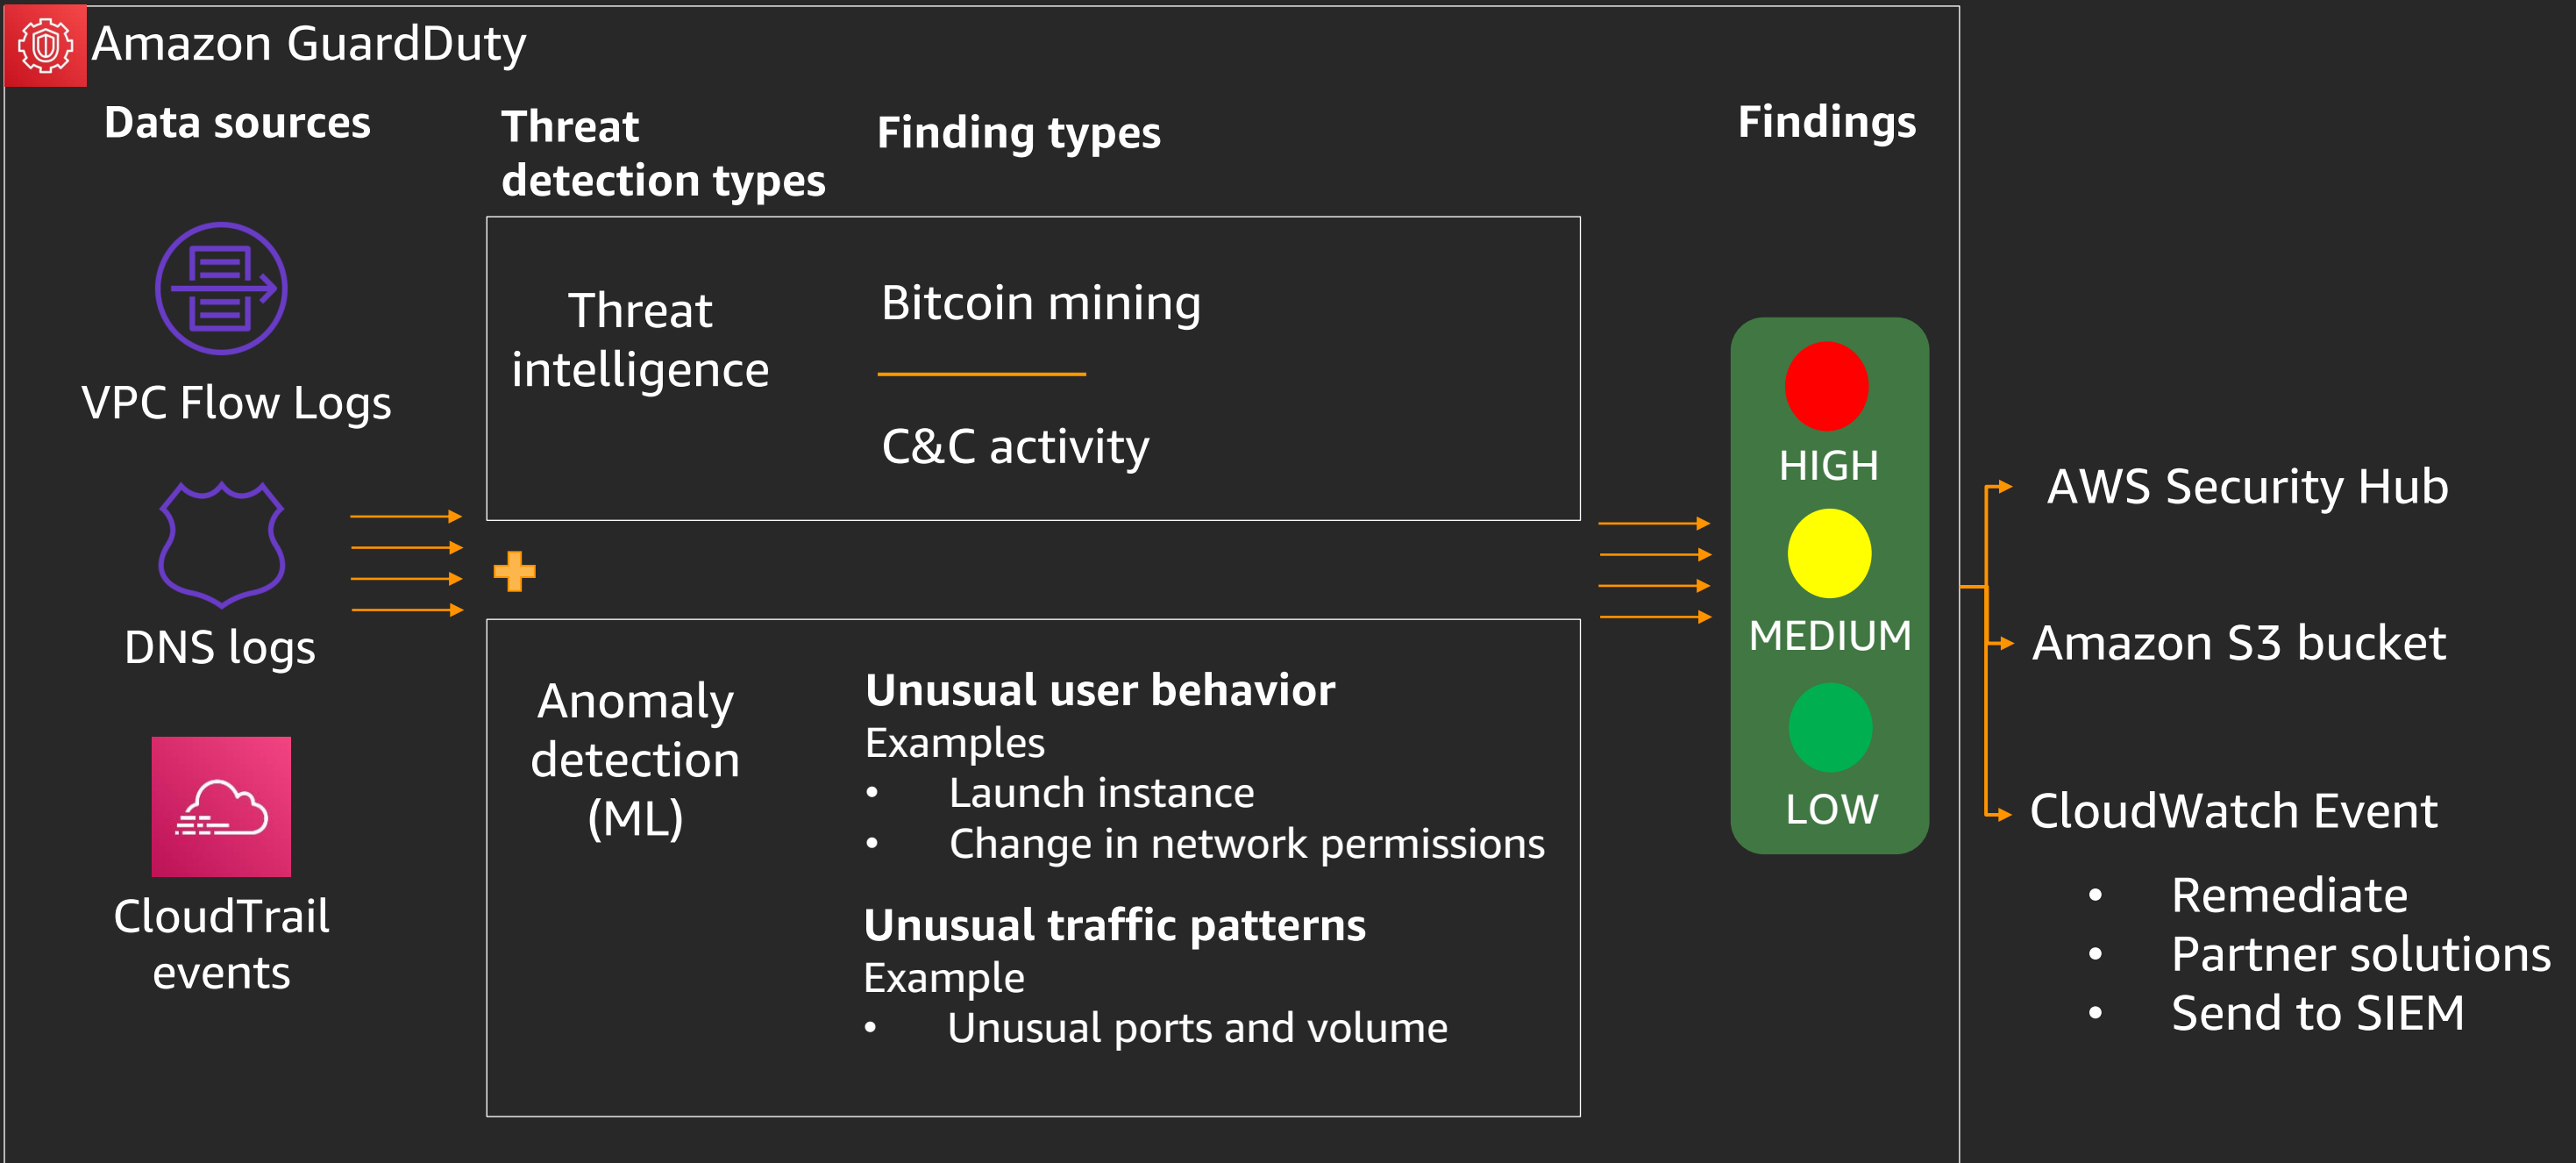 Amazon GuardDuty
Data sources
Threat
detection types
Finding types
Findings
VPC Flow Logs
DNS logs
CloudTrail
events
Threat
intelligence
Bitcoin mining
C&C activity
Anomaly
detection
(ML)
Unusual user behavior
Examples
• Launch instance
• Change in network permissions
Unusual traffic patterns
Example
• Unusual ports and volume
HIGH
MEDIUM
LOW
AWS Security Hub
Amazon S3 bucket
CloudWatch Event
• Remediate
• Partner solutions
• Send to SIEM